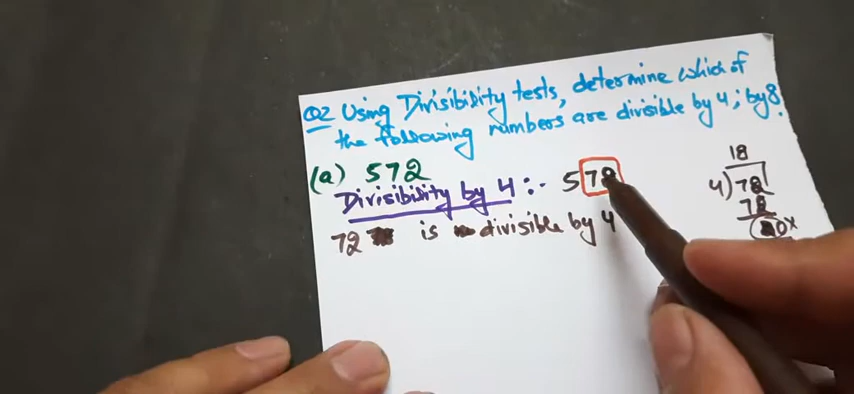 Q2 Using Divisibility tests, determine which of
the following numbers are divisible by 4; by 8.
(a) 572
Divisibility by 4:- 572
72 is divisible by 4
18
4)72
72
0x